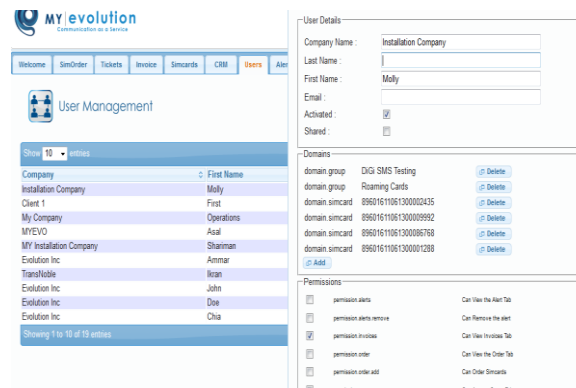 MY evolution
Communication as a Service
Welcome SimOrder Tickets Invoice Simcards CRM Users Aler
User Management
Show 10 entries
Company First Name
Installation Company Molly
Client 1 First
My Company Operations
MYEVO Asal
MY Installation Company Shariman
Evolution Inc Ammar
TransNoble Ikran
Evolution Inc John
Evolution Inc Doe
Evolution Inc Chia
Showing 1 to 10 of 19 entries
User Details
Company Name : Installation Company
Last Name :
First Name : Molly
Email :
Activated :
Shared :
Domains
domain.group DiGi SMS Testing Delete
domain.group Roaming Cards Delete
domain.simcard 89601611061300002435 Delete
domain.simcard 89601611061300009992 Delete
domain.simcard 89601611061300086768 Delete
domain.simcard 89601611061300001288 Delete
Add
Permissions
permission.alerts Can View the Alert Tab
permission.alerts.remove Can Remove the alert
permission.invoices Can View Invoices Tab
permission.order Can View the Order Tab
permission.order.add Can Order Simcards